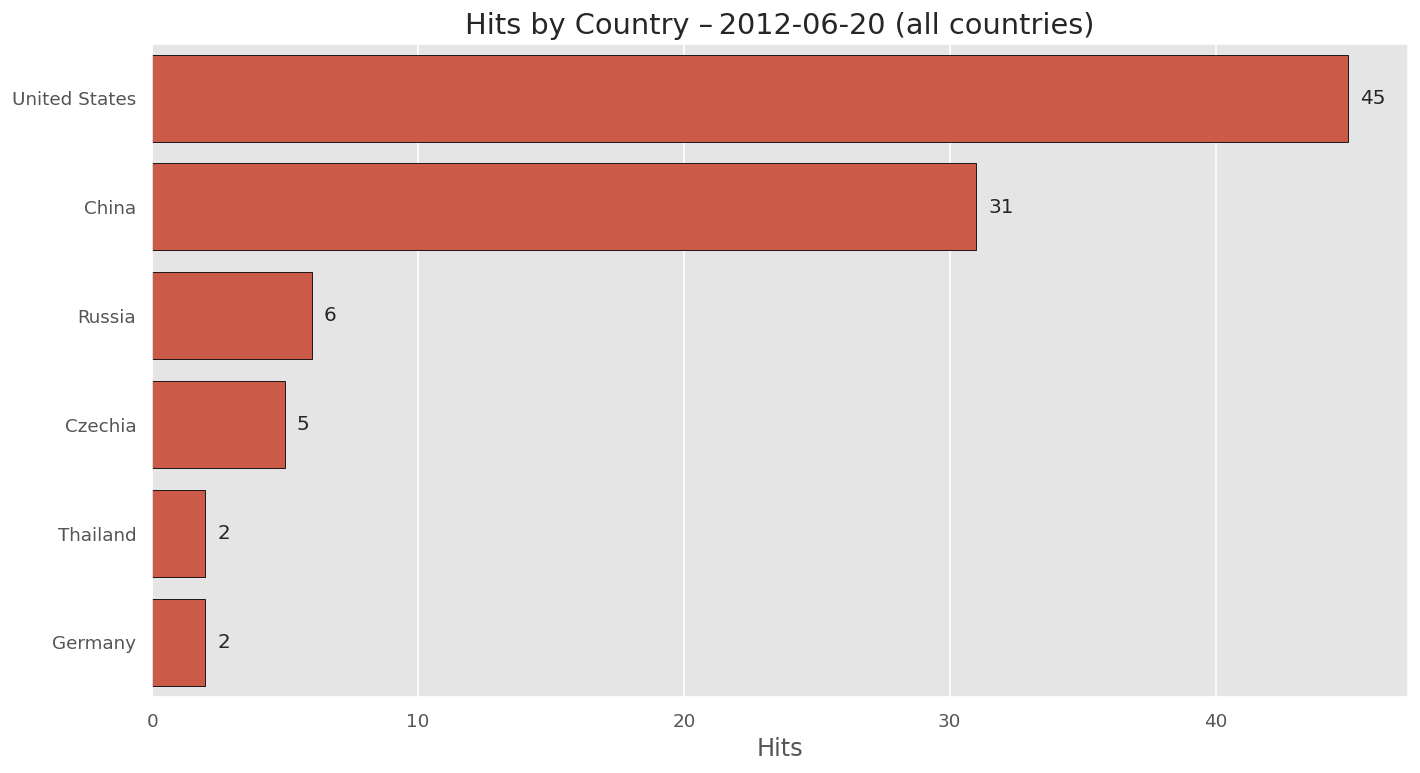 Hits by Country – 2012-06-20 (all countries)
United States 45
China 31
Russia 6
Czechia 5
Thailand 2
Germany 2
0 10 20 30 40
Hits